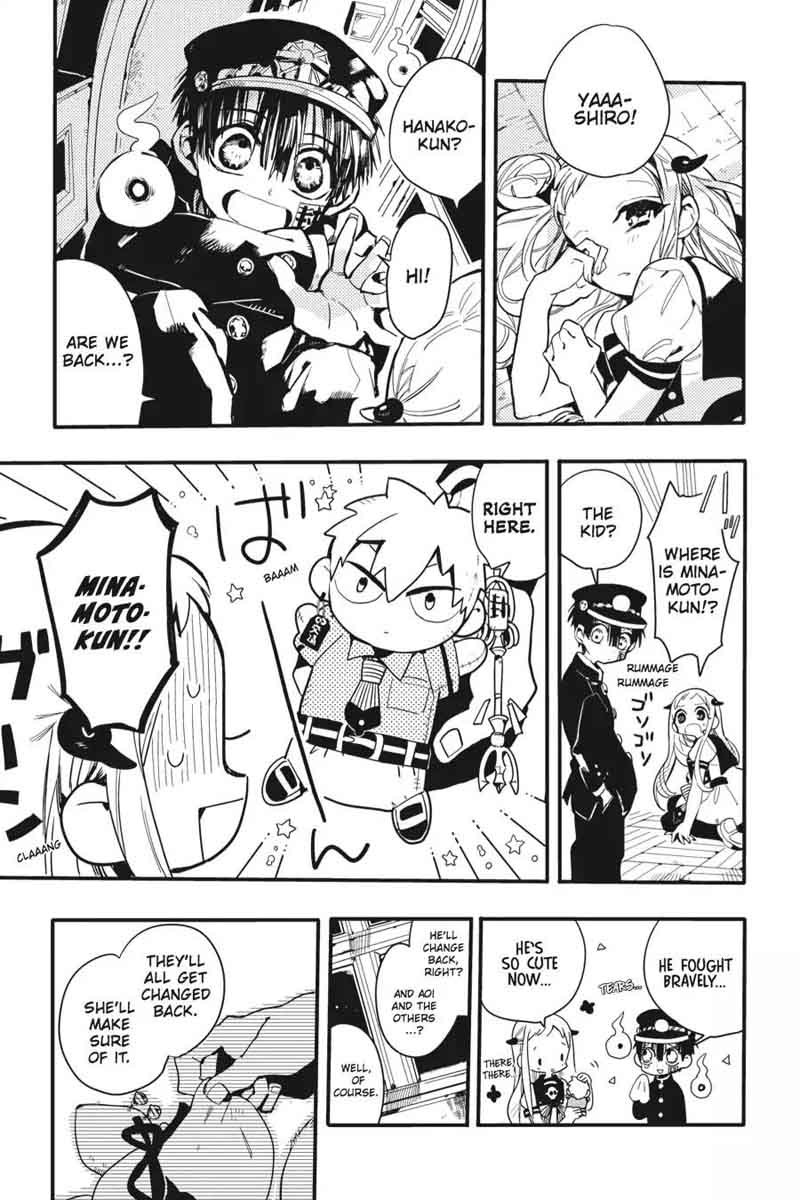 YAAA-
SHIRO!
HANAKO-
KUN?
HI!
ARE WE
BACK...?
WHERE
IS MINA-
MOTO-
KUN!?
THE
KID?
RUMMAGE
RUMMAGE
ゴソゴソ
RIGHT
HERE.
封
ばーん
BAAAM
MINA-
MOTO-
KUN!!
ガーン
CLAAANG
HE FOUGHT
BRAVELY...
TEARS...
HE'S
SO CUTE
NOW...
THERE
THERE
HE'LL
CHANGE
BACK,
RIGHT?
AND AOI
AND THE
OTHERS
...?
WELL,
OF COURSE.
THEY'LL
ALL GET
CHANGED
BACK.
SHE'LL
MAKE
SURE
OF IT.